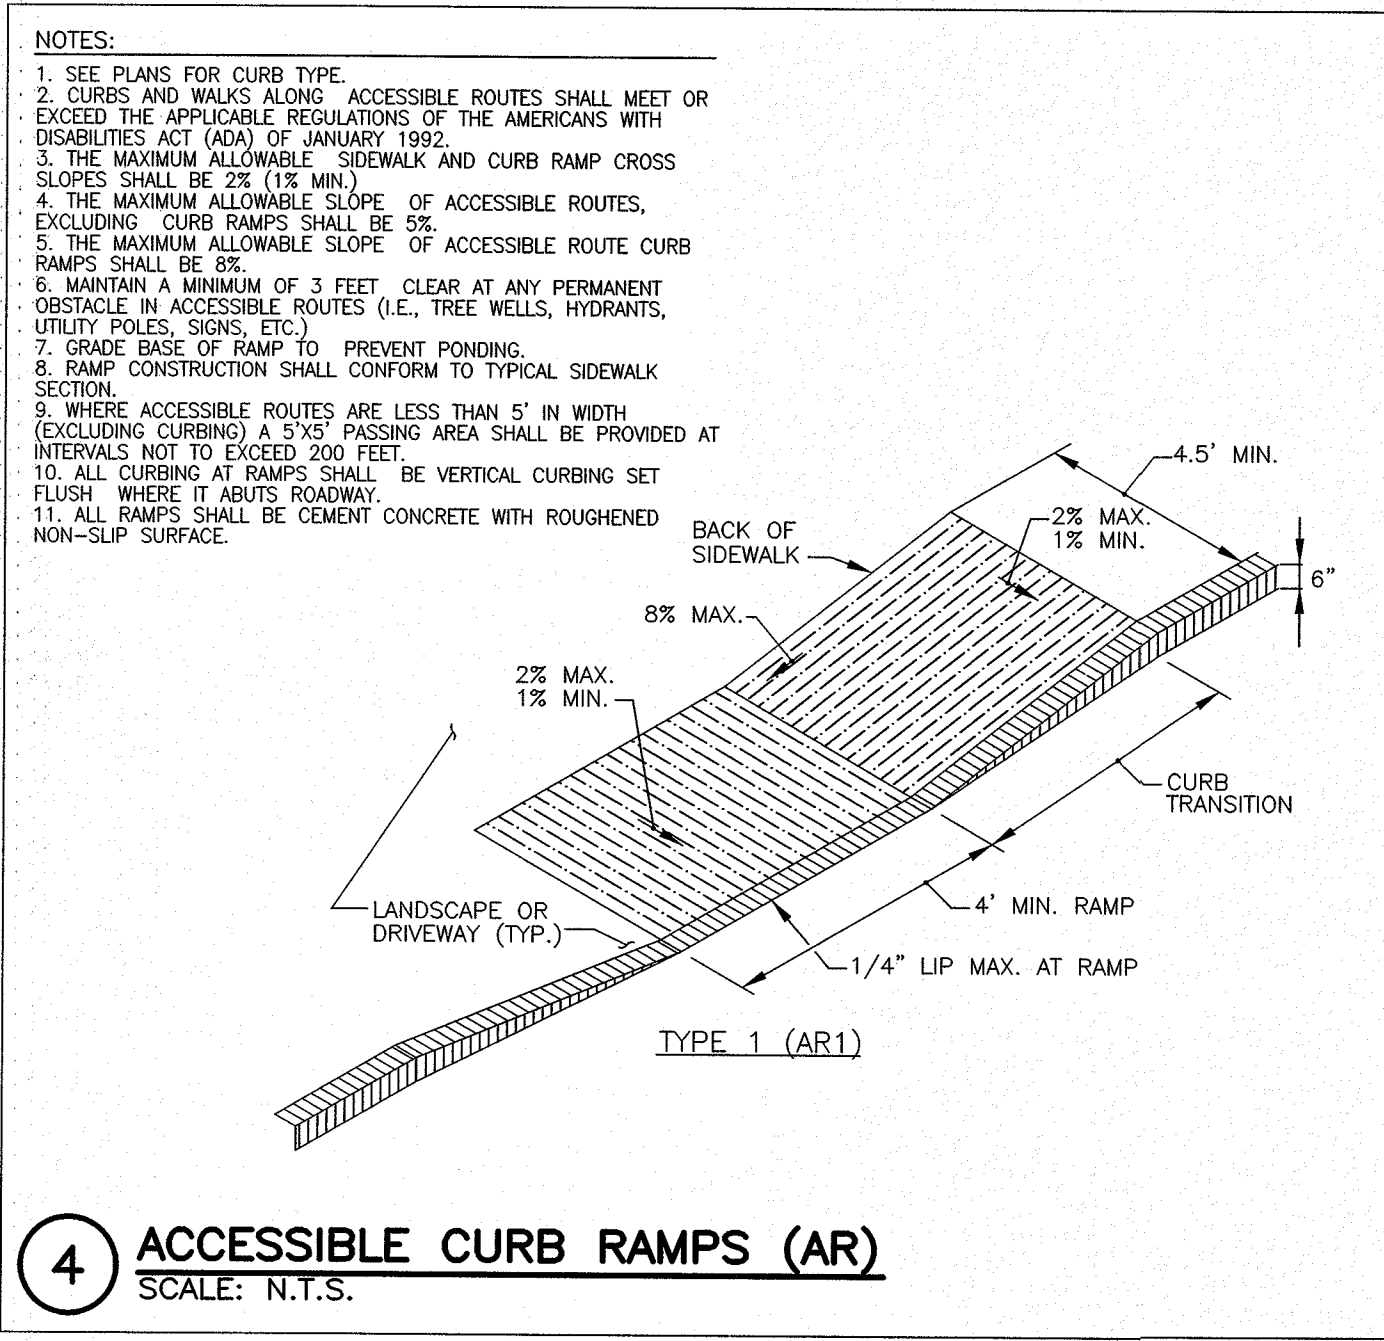 NOTES:
1. SEE PLANS FOR CURB TYPE.
2. CURBS AND WALKS ALONG ACCESSIBLE ROUTES SHALL MEET OR
EXCEED THE APPLICABLE REGULATIONS OF THE AMERICANS WITH
DISABILITIES ACT (ADA) OF JANUARY 1992.
3. THE MAXIMUM ALLOWABLE SIDEWALK AND CURB RAMP CROSS
SLOPES SHALL BE 2% (1% MIN.)
4. THE MAXIMUM ALLOWABLE SLOPE OF ACCESSIBLE ROUTES,
EXCLUDING CURB RAMPS SHALL BE 5%.
5. THE MAXIMUM ALLOWABLE SLOPE OF ACCESSIBLE ROUTE CURB
RAMPS SHALL BE 8%.
6. MAINTAIN A MINIMUM OF 3 FEET CLEAR AT ANY PERMANENT
OBSTACLE IN ACCESSIBLE ROUTES (I.E., TREE WELLS, HYDRANTS,
UTILITY POLES, SIGNS, ETC.)
7. GRADE BASE OF RAMP TO PREVENT PONDING.
8. RAMP CONSTRUCTION SHALL CONFORM TO TYPICAL SIDEWALK
SECTION.
9. WHERE ACCESSIBLE ROUTES ARE LESS THAN 5' IN WIDTH
(EXCLUDING CURBING) A 5'X5' PASSING AREA SHALL BE PROVIDED AT
INTERVALS NOT TO EXCEED 200 FEET.
10. ALL CURBING AT RAMPS SHALL BE VERTICAL CURBING SET
FLUSH WHERE IT ABUTS ROADWAY.
11. ALL RAMPS SHALL BE CEMENT CONCRETE WITH ROUGHENED
NON-SLIP SURFACE.
4.5' MIN.
BACK OF
SIDEWALK
2% MAX.
1% MIN.
6"
8% MAX.
2% MAX.
1% MIN.
CURB
TRANSITION
LANDSCAPE OR
DRIVEWAY (TYP.)
4' MIN. RAMP
1/4" LIP MAX. AT RAMP
TYPE 1 (AR1)
4
ACCESSIBLE CURB RAMPS (AR)
SCALE: N.T.S.